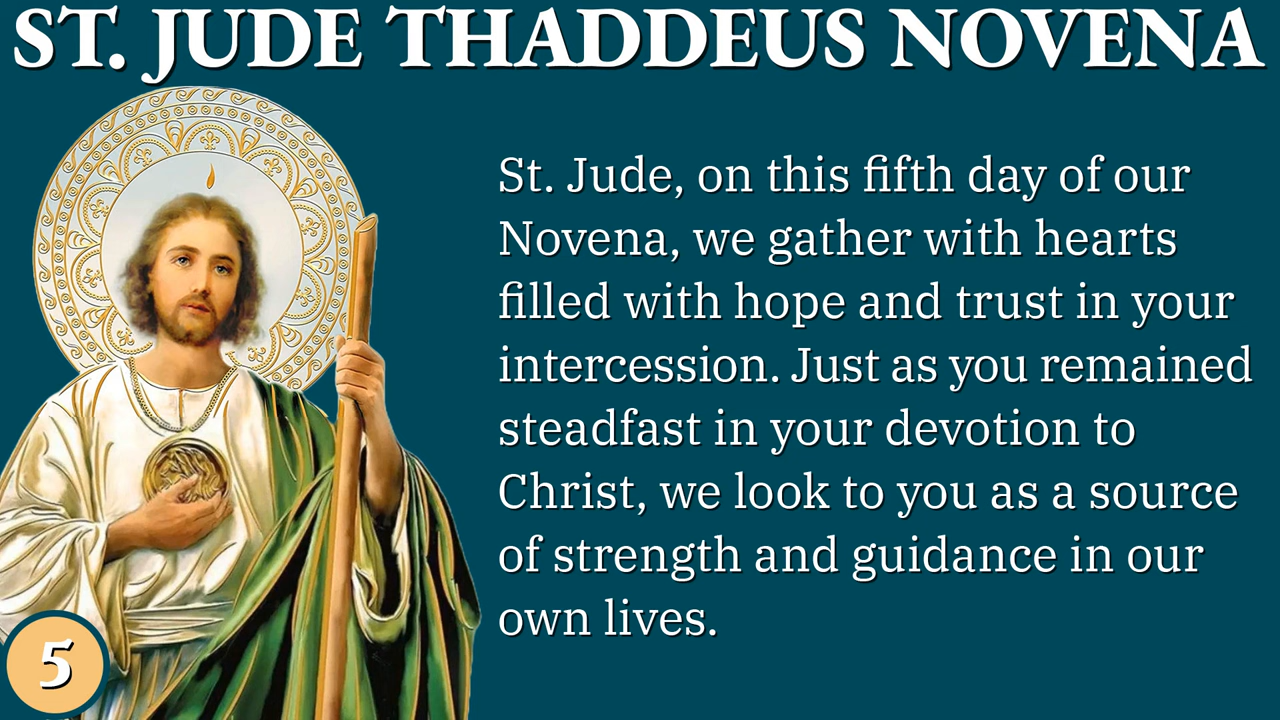 ST. JUDE THADDEUS NOVENA
St. Jude, on this fifth day of our
Novena, we gather with hearts
filled with hope and trust in your
intercession. Just as you remained
steadfast in your devotion to
Christ, we look to you as a source
of strength and guidance in our
own lives.
5